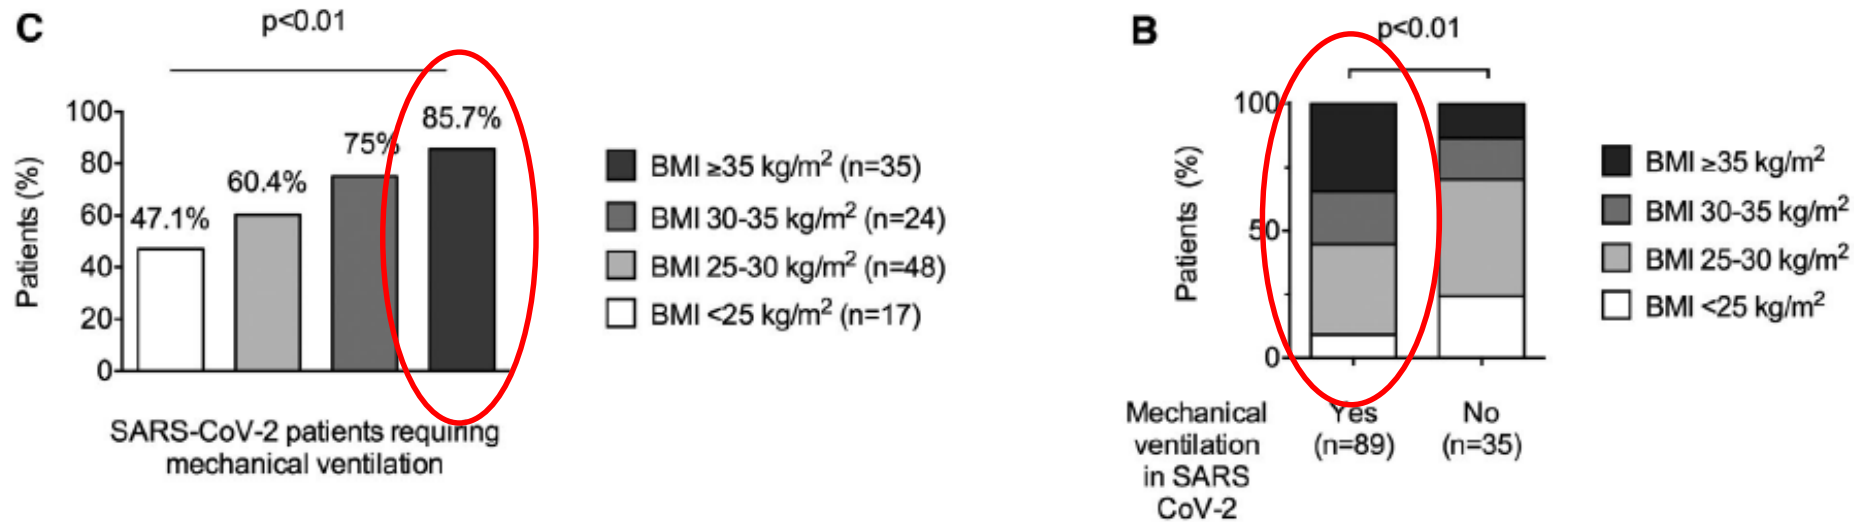 C
p<0.01
Patients (%)
100
80
60
40
20
0
47.1%
60.4%
75%
85.7%
BMI ≥35 kg/m² (n=35)
BMI 30-35 kg/m² (n=24)
BMI 25-30 kg/m² (n=48)
BMI <25 kg/m² (n=17)
SARS-CoV-2 patients requiring
mechanical ventilation
B
p<0.01
Patients (%)
100
50
0
BMI ≥35 kg/m²
BMI 30-35 kg/m²
BMI 25-30 kg/m²
BMI <25 kg/m²
Mechanical
ventilation
in SARS
CoV-2
Yes
(n=89)
No
(n=35)